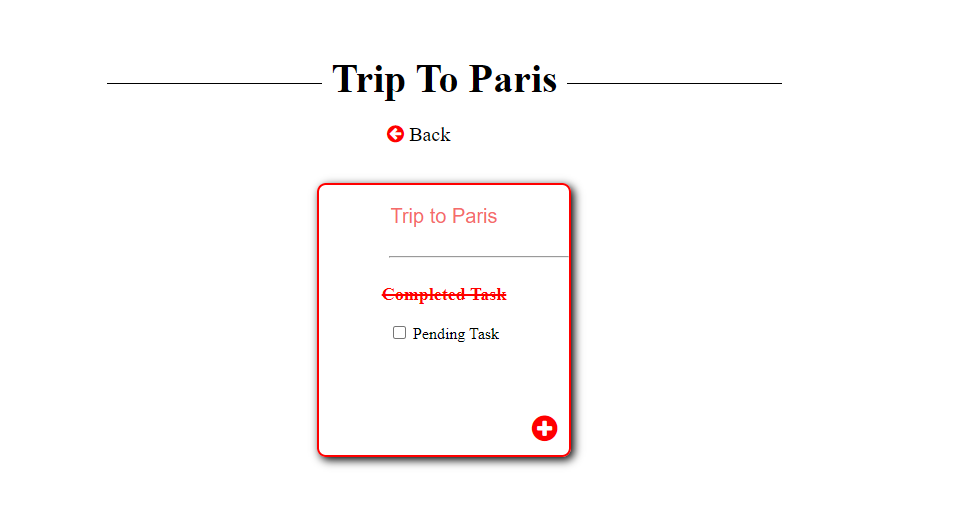 Trip To Paris
Back
Trip to Paris
Completed Task
Pending Task